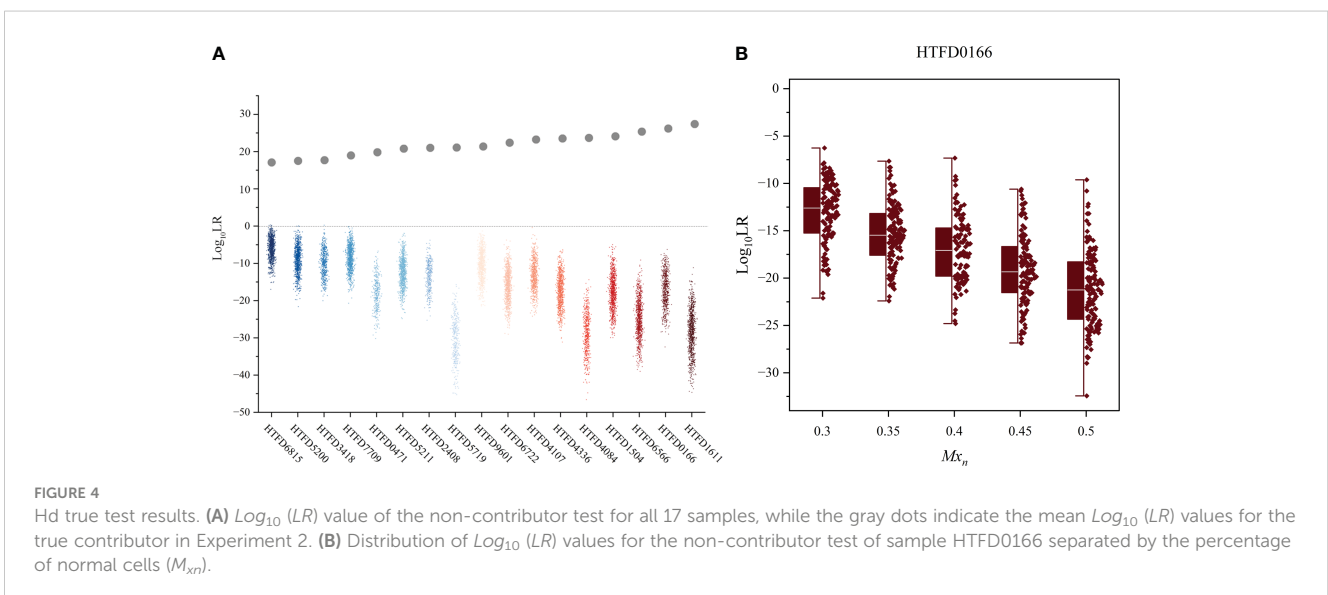 A
B
HTFD0166
30
20
10
0
−10
−20
−30
−40
−50
Log₁₀LR
HTFD6815
HTFD5200
HTFD3418
HTFD7709
HTFD0471
HTFD5211
HTFD2408
HTFD5719
HTFD9601
HTFD6722
HTFD4107
HTFD4336
HTFD4084
HTFD1504
HTFD6566
HTFD0166
HTFD1611
0
−5
−10
−15
−20
−25
−30
Log₁₀LR
0.3 0.35 0.4 0.45 0.5
Mxₙ
FIGURE 4
Hd true test results. (A) Log₁₀ (LR) value of the non-contributor test for all 17 samples, while the gray dots indicate the mean Log₁₀ (LR) values for the
true contributor in Experiment 2. (B) Distribution of Log₁₀ (LR) values for the non-contributor test of sample HTFD0166 separated by the percentage
of normal cells (Mₓₙ).